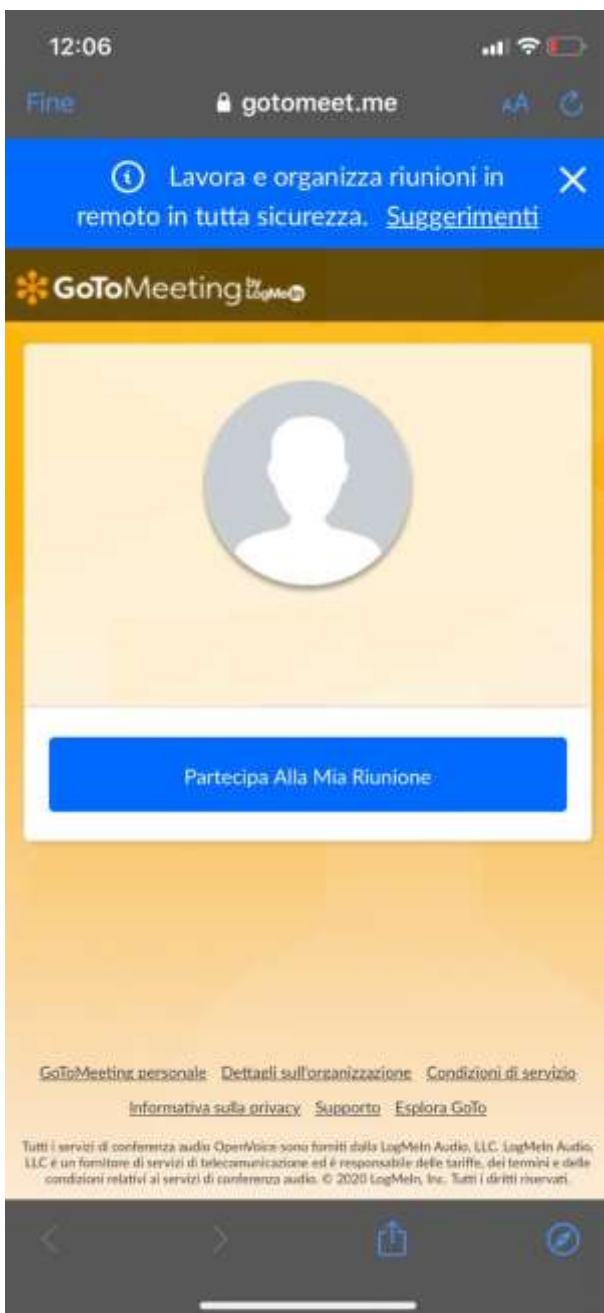 12:06
Fine
gotomeet.me
AA
Lavora e organizza riunioni in
remoto in tutta sicurezza. Suggerimenti
GoToMeeting by LogMeIn
Partecipa Alla Mia Riunione
GoToMeeting personale Dettagli sull'organizzazione Condizioni di servizio
Informativa sulla privacy Supporto Esplora GoTo
Tutti i servizi di conferenza audio OpenVoice sono forniti dalla LogMeIn Audio, LLC. LogMeIn Audio,
LLC è un fornitore di servizi di telecomunicazione ed è responsabile delle tariffe, dei termini e delle
condizioni relativi ai servizi di conferenza audio. © 2020 LogMeIn, Inc. Tutti i diritti riservati.